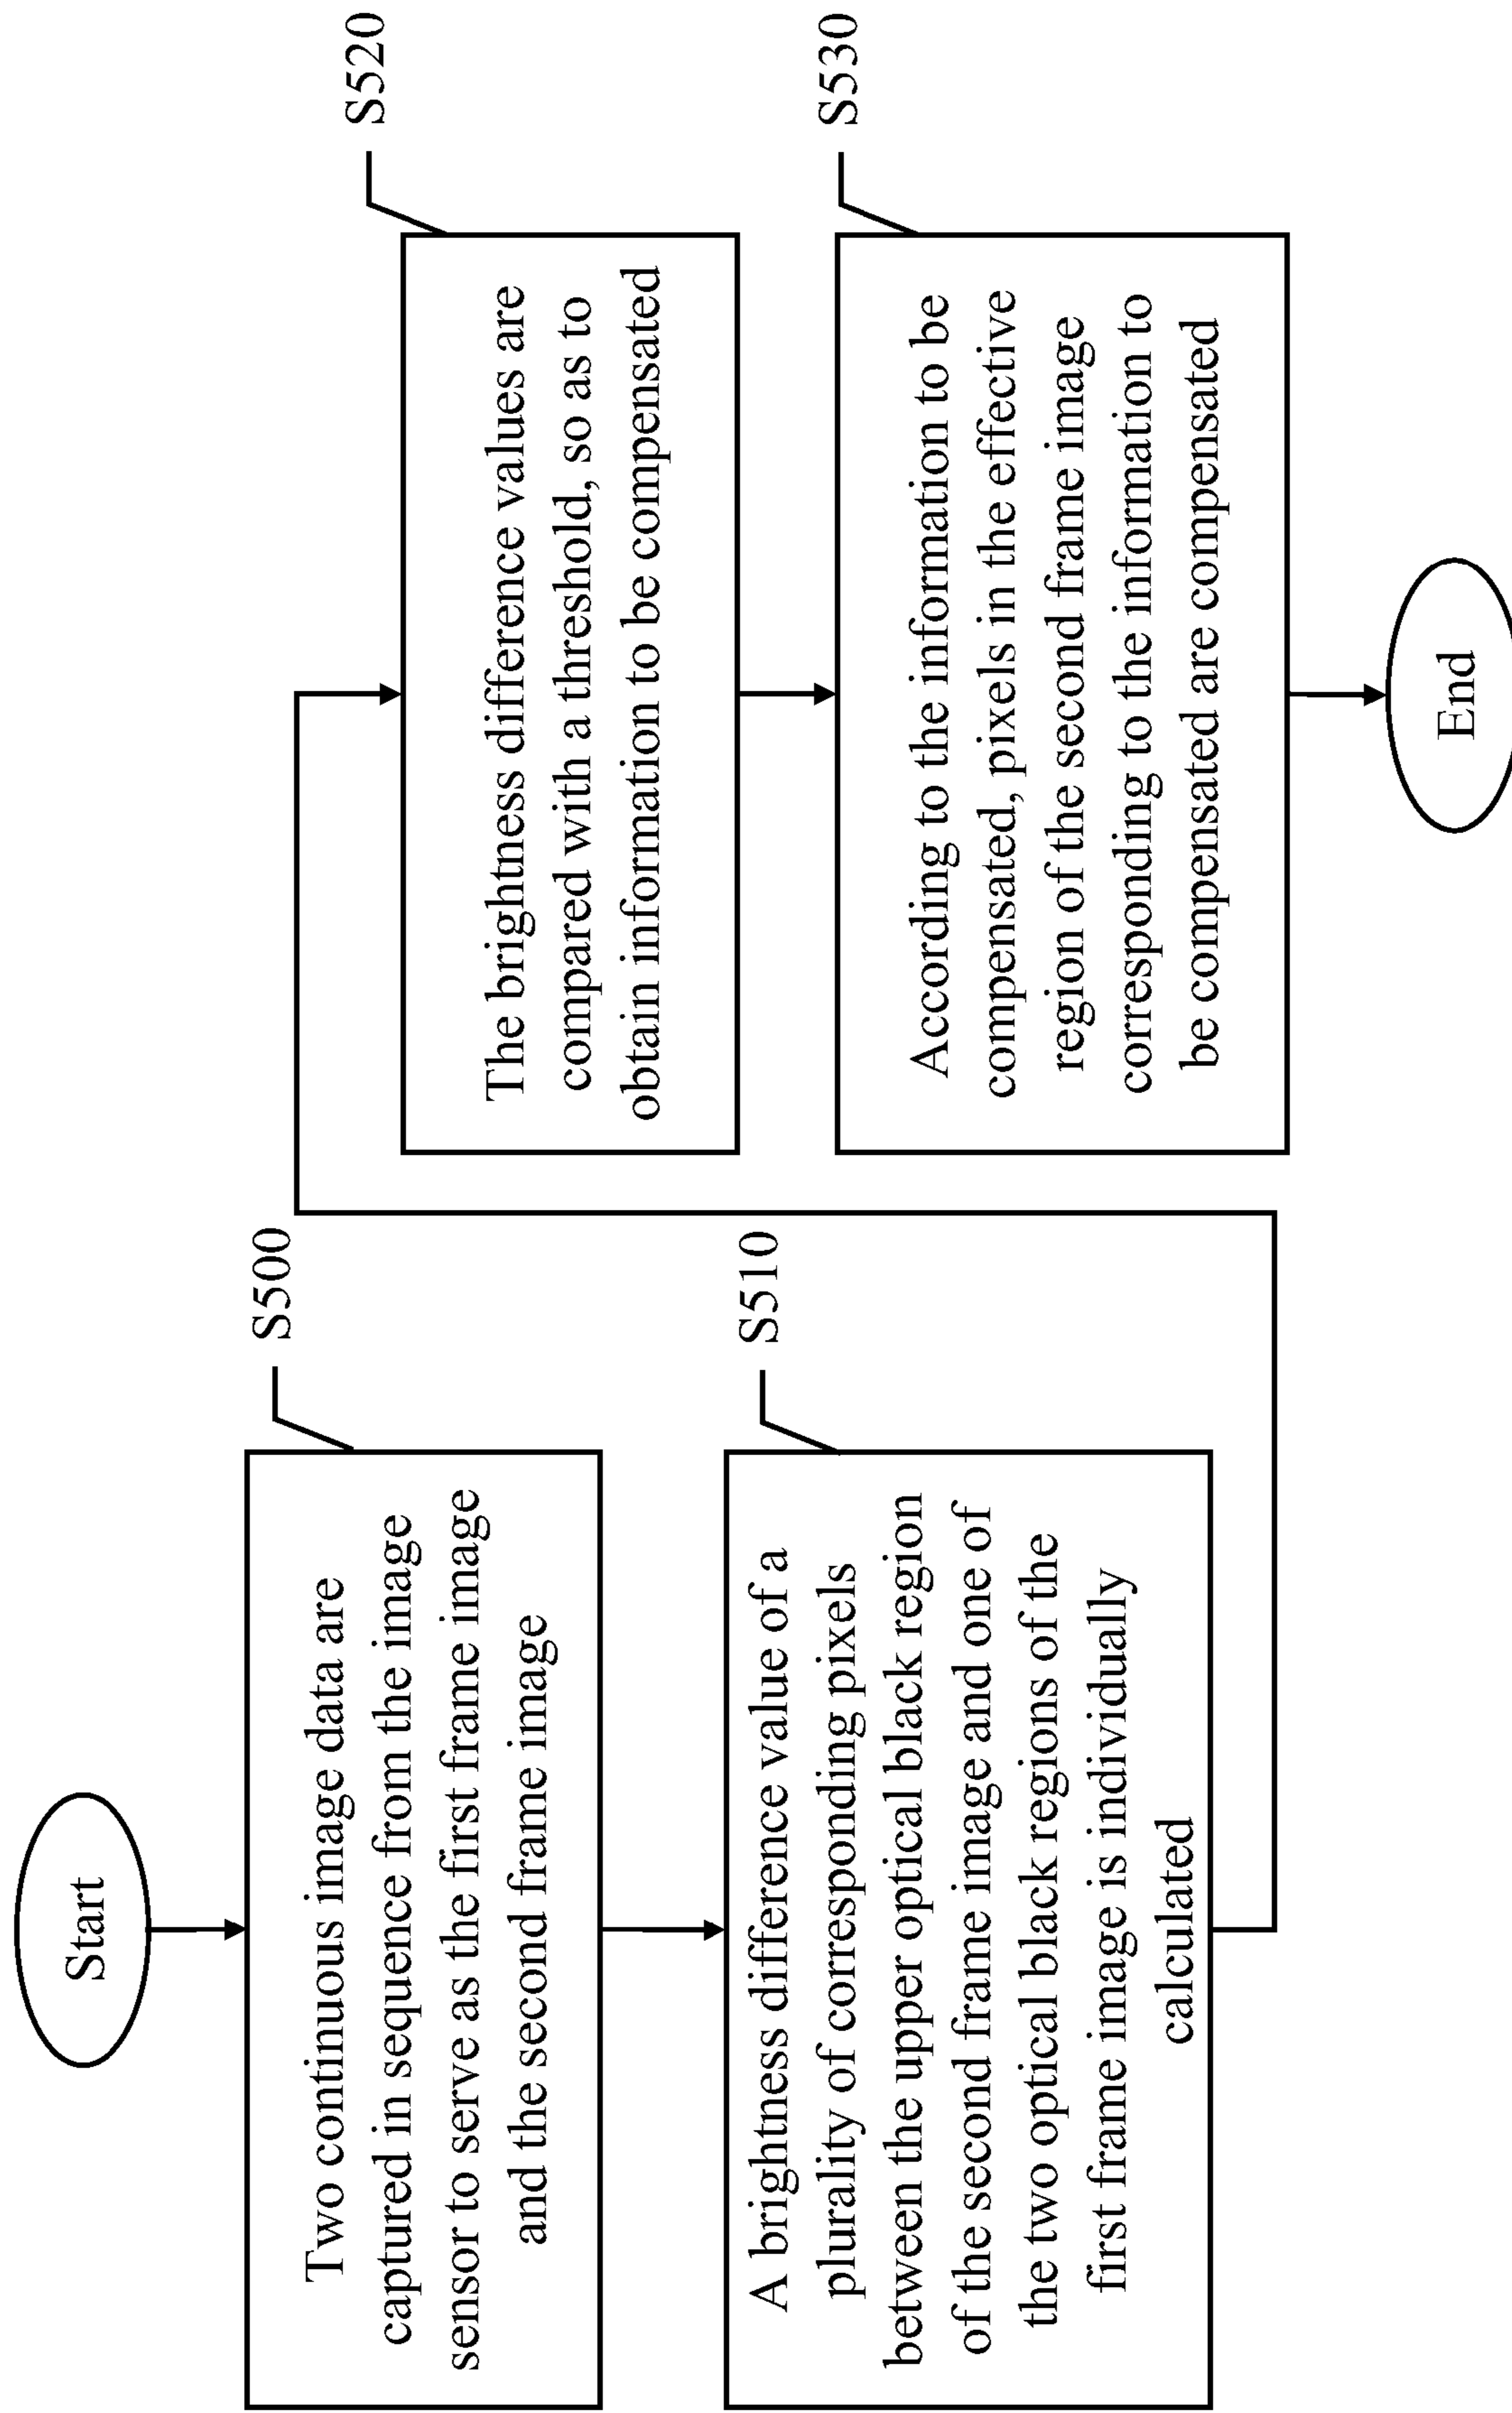 Start
S500
Two continuous image data are
captured in sequence from the image
sensor to serve as the first frame image
and the second frame image
S510
A brightness difference value of a
plurality of corresponding pixels
between the upper optical black region
of the second frame image and one of
the two optical black regions of the
first frame image is individually
calculated
S520
The brightness difference values are
compared with a threshold, so as to
obtain information to be compensated
S530
According to the information to be
compensated, pixels in the effective
region of the second frame image
corresponding to the information to
be compensated are compensated
End